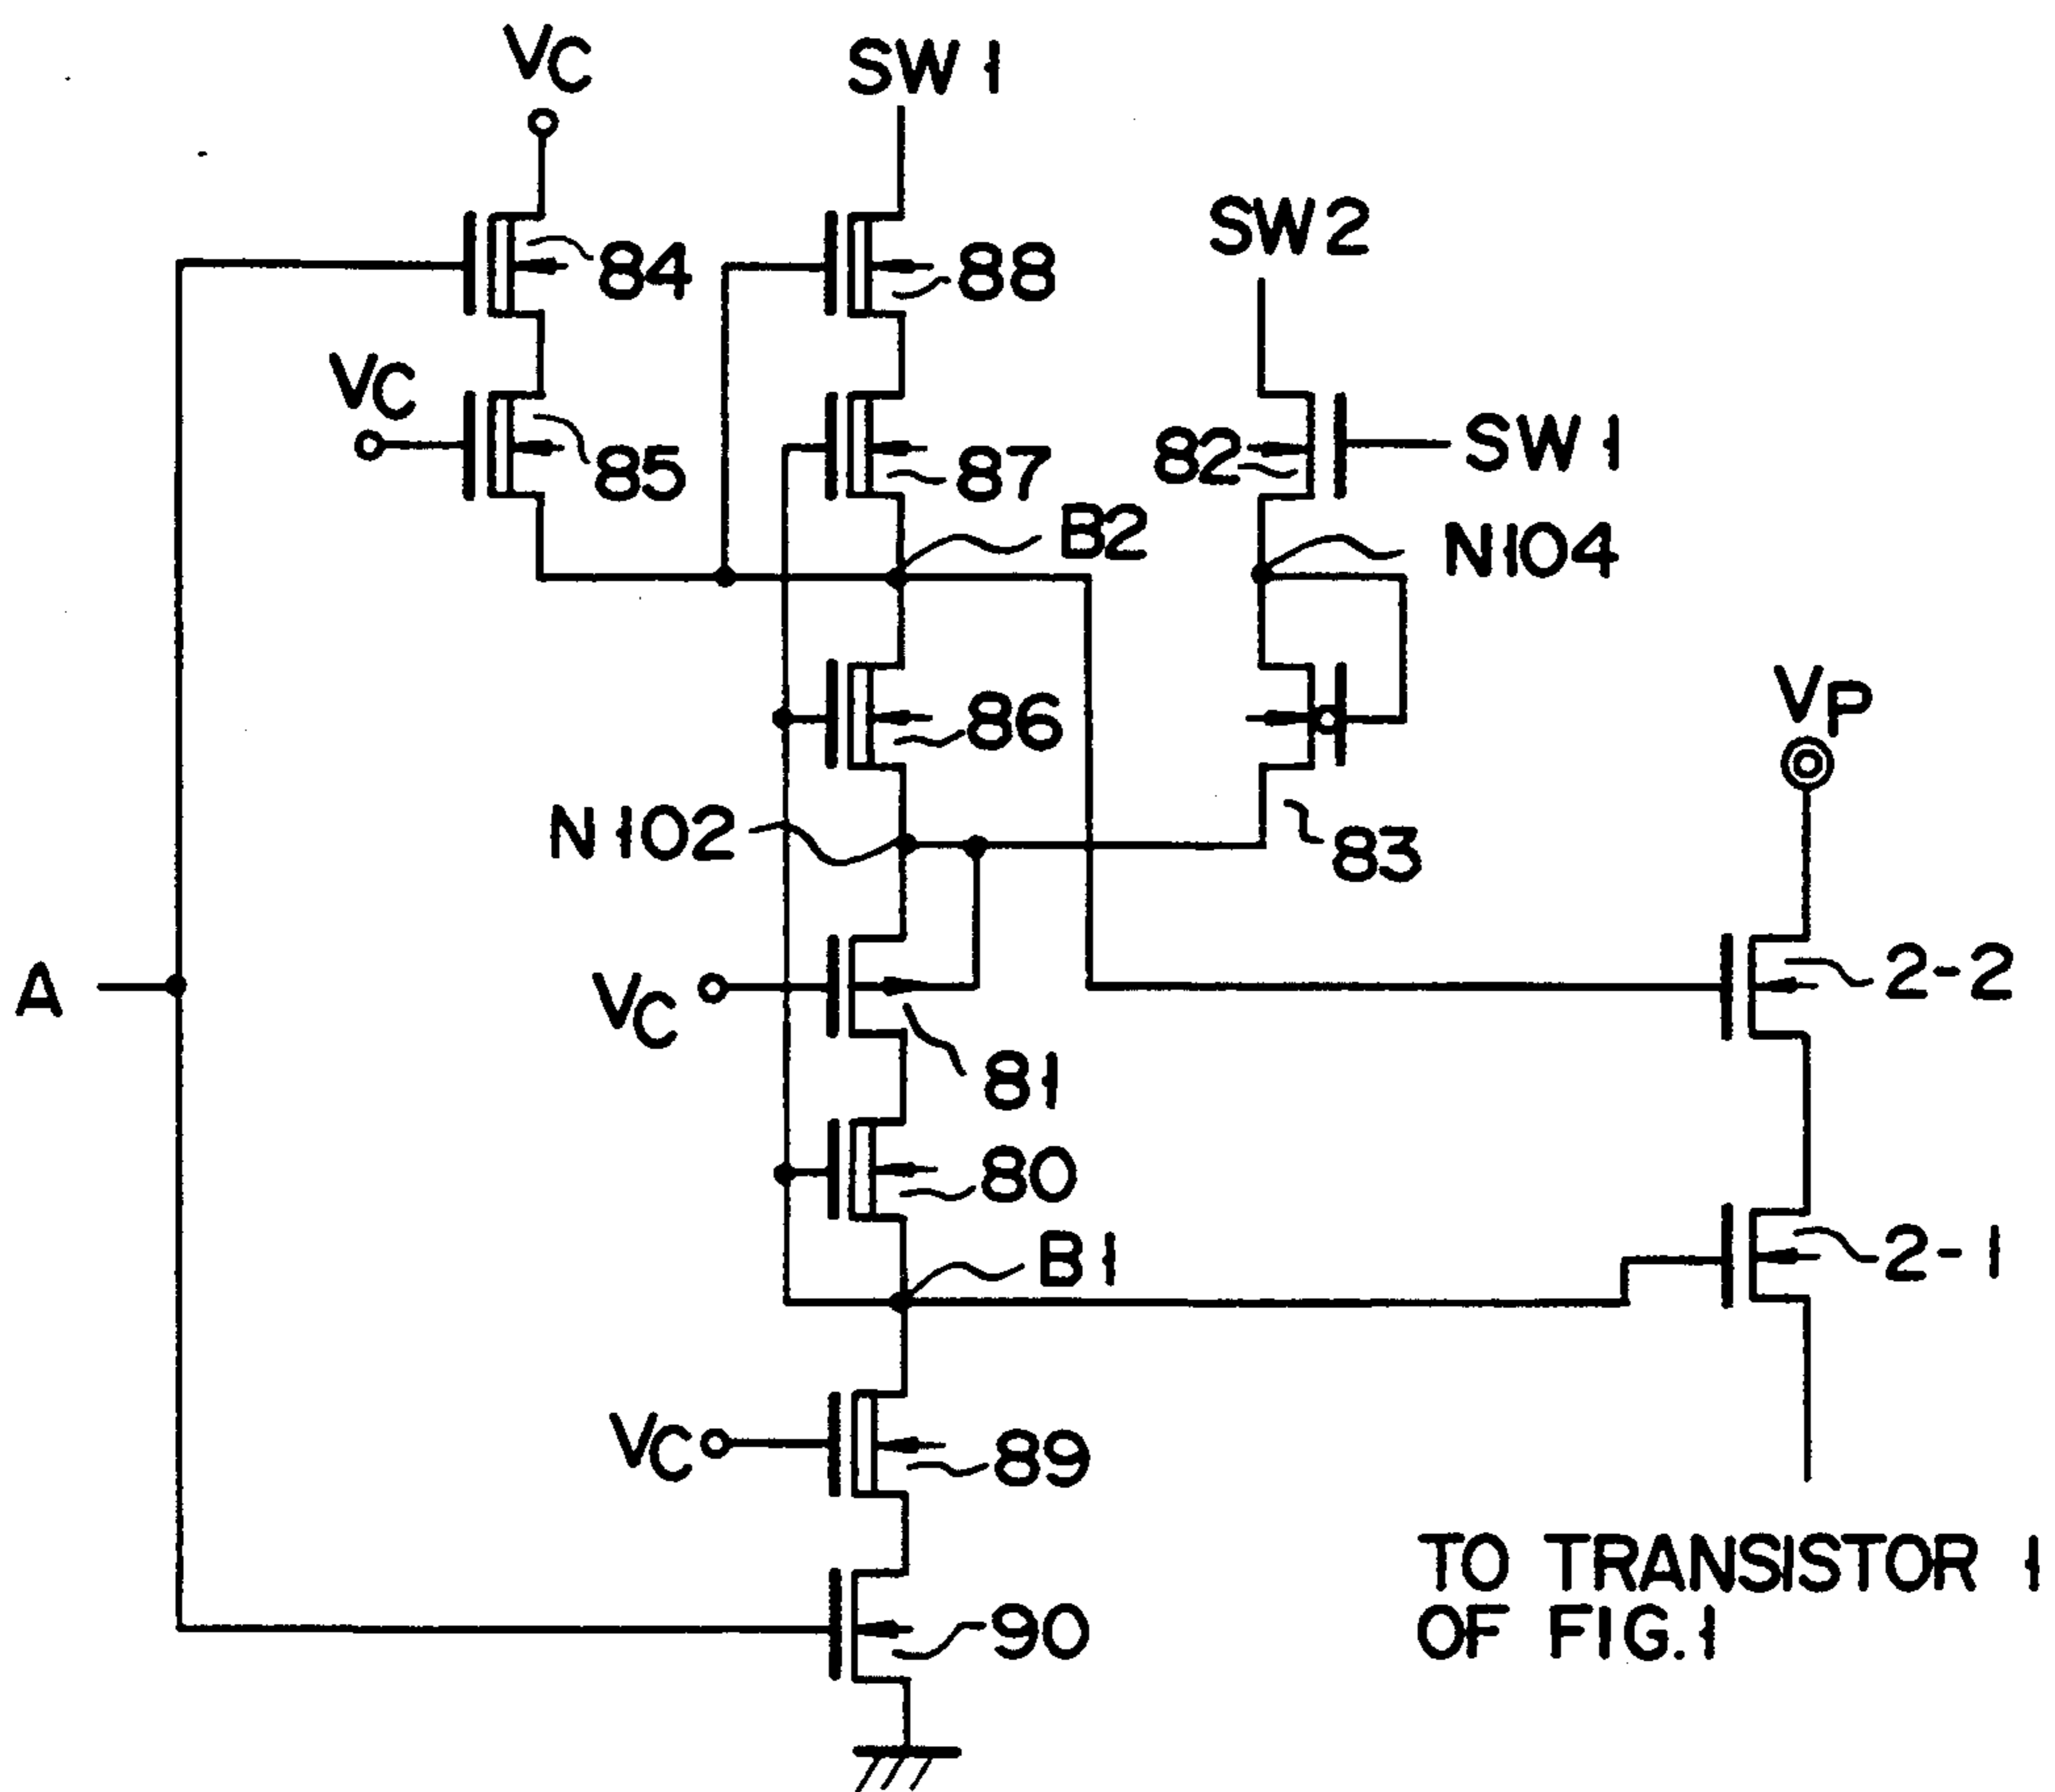 VC
SW1
SW2
84
88
VC
85
87
82
SW1
B2
N104
86
VP
N102
83
A
VC
2-2
81
80
B1
2-1
VC
89
TO TRANSISTOR 1
OF FIG.1
90